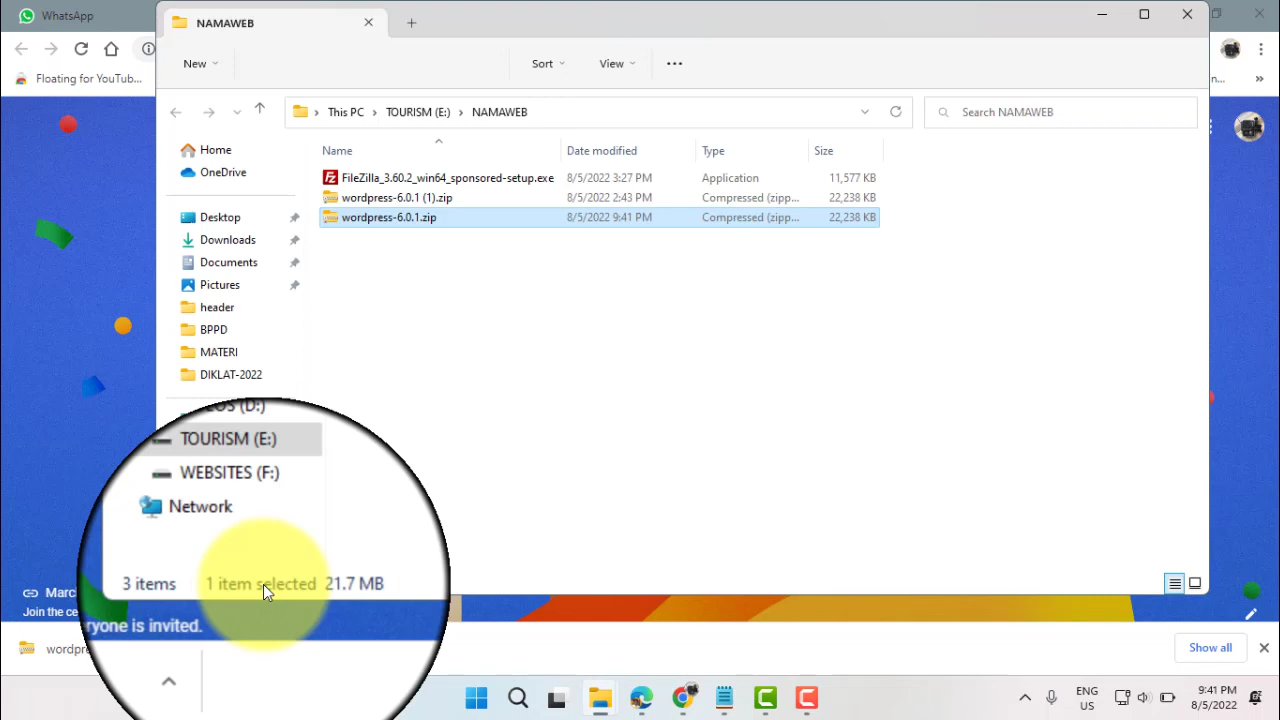 WhatsApp
NAMAWEB
Floating for YouTub...
New
Sort
View
This PC > TOURISM (E:) > NAMAWEB
Search NAMAWEB
Home
OneDrive
Desktop
Downloads
Documents
Pictures
header
BPPD
MATERI
DIKLAT-2022
Name Date modified Type Size
FileZilla_3.60.2_win64_sponsored-setup.exe 8/5/2022 3:27 PM Application 11,577 KB
wordpress-6.0.1 (1).zip 8/5/2022 2:43 PM Compressed (zipp... 22,238 KB
wordpress-6.0.1.zip 8/5/2022 9:41 PM Compressed (zipp... 22,238 KB
(D:)
TOURISM (E:)
WEBSITES (F:)
Network
3 items 1 item selected 21.7 MB
Marc
Join the ce
ryone is invited.
wordpre
Show all
ENG
US
9:41 PM
8/5/2022